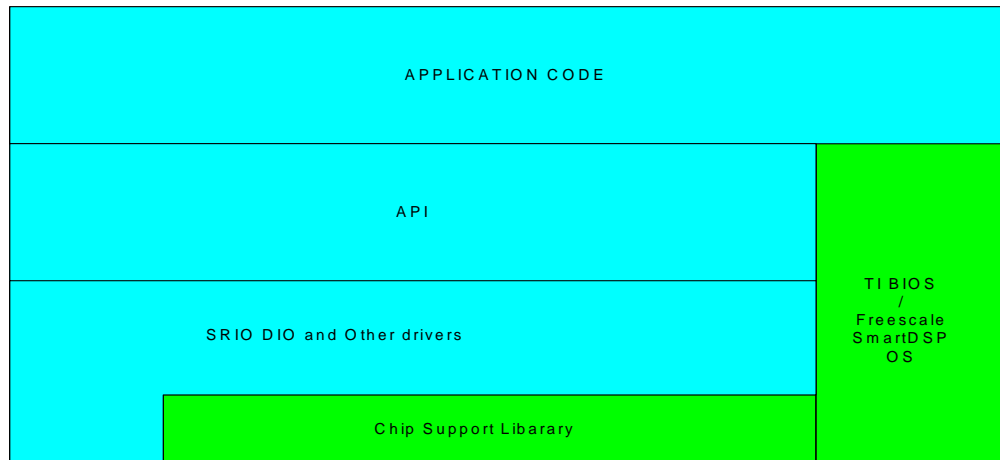 APPLICATION CODE
API
TI BIOS
/
Freescale
SmartDSP
OS
SRIO DIO and Other drivers
Chip Support Libarary